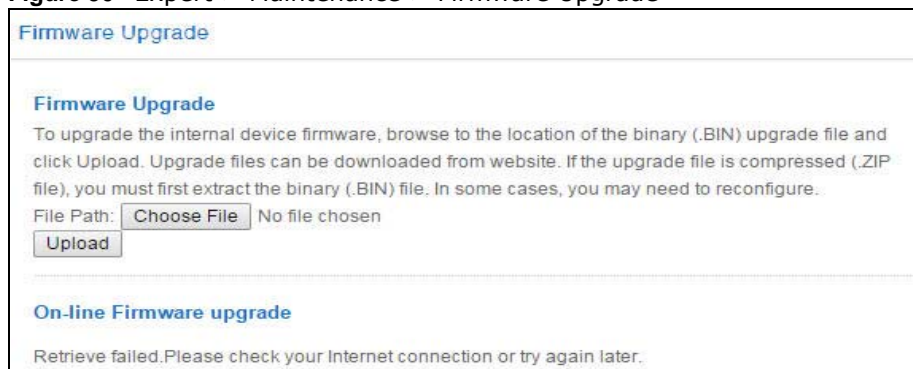 Firmware Upgrade
Firmware Upgrade
To upgrade the internal device firmware, browse to the location of the binary (.BIN) upgrade file and
click Upload. Upgrade files can be downloaded from website. If the upgrade file is compressed (.ZIP
file), you must first extract the binary (.BIN) file. In some cases, you may need to reconfigure.
File Path: Choose File No file chosen
Upload
On-line Firmware upgrade
Retrieve failed.Please check your Internet connection or try again later.